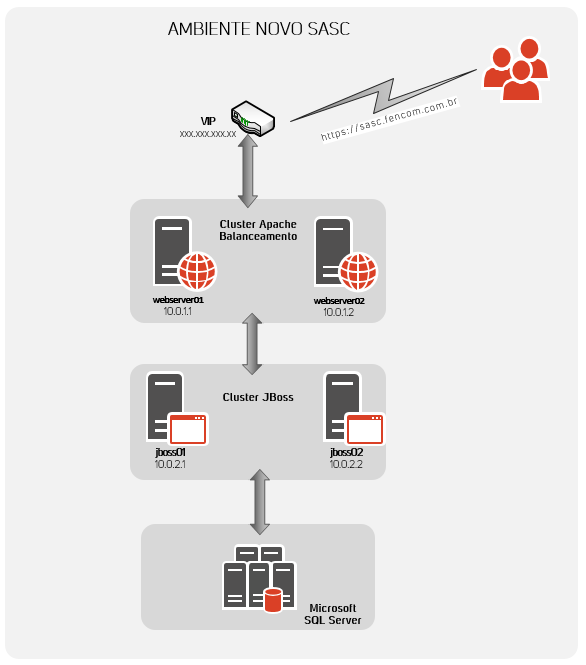 AMBIENTE NOVO SASC
VIP
xxx.xxx.xxx.xx
https://sasc.fencom.com.br
Cluster Apache
Balanceamento
webserver01
10.0.1.1
webserver02
10.0.1.2
Cluster JBoss
jboss01
10.0.2.1
jboss02
10.0.2.2
Microsoft
SQL Server